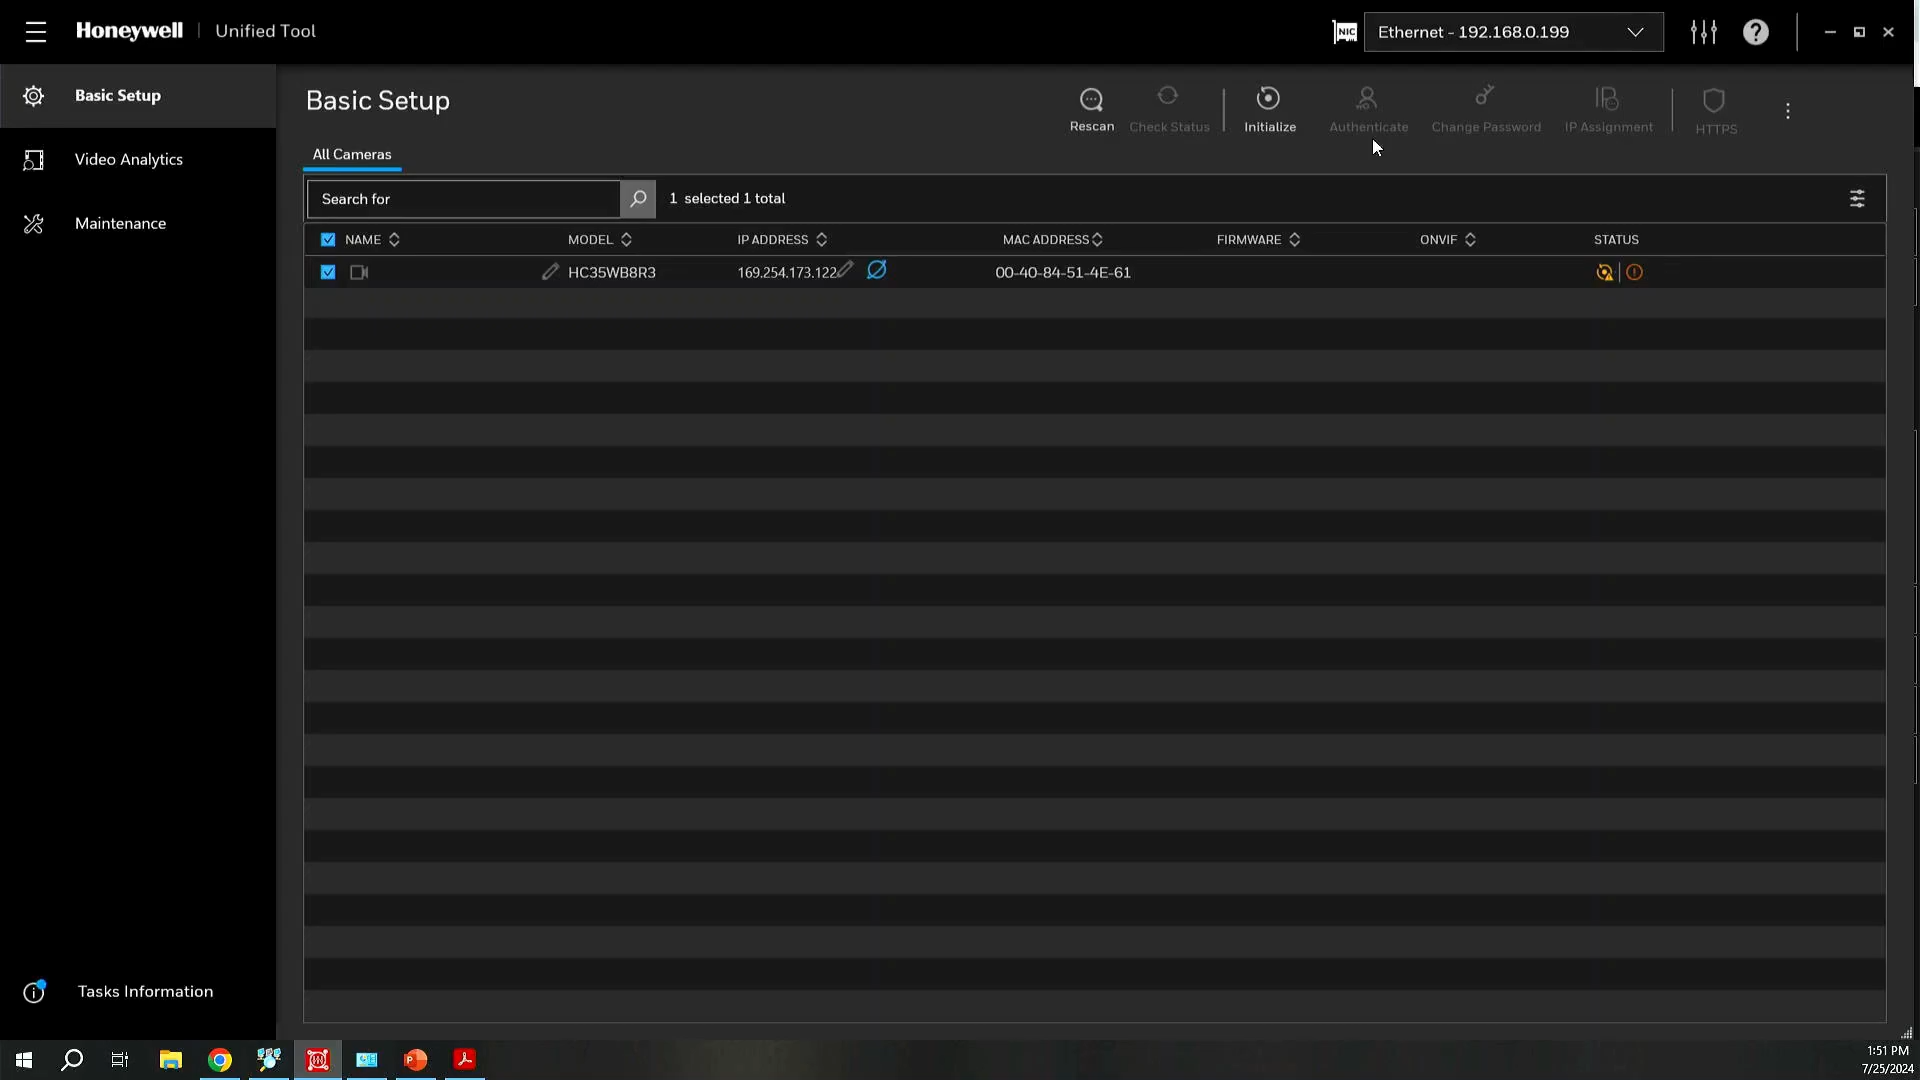 Honeywell | Unified Tool
NIC
Ethernet - 192.168.0.199
Basic Setup
Video Analytics
Maintenance
Tasks Information
Basic Setup
Rescan
Check Status
Initialize
Authenticate
Change Password
IP Assignment
HTTPS
All Cameras
Search for
1 selected 1 total
NAME MODEL IP ADDRESS MAC ADDRESS FIRMWARE ONVIF STATUS
HC35WB8R3 169.254.173.122 00-40-84-51-4E-61
1:51 PM
7/25/2024